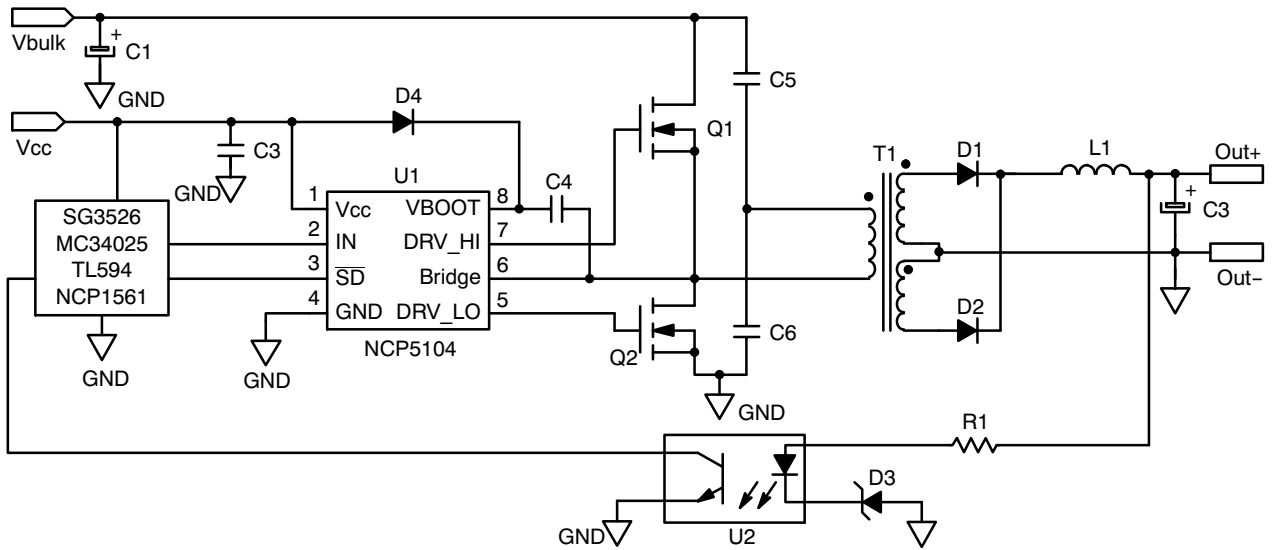 Vbulk
+
C1
GND
C5
D4
Vcc
C3
GND
Q1
T1
D1
L1
Out+
+
C3
U1
C4
1
Vcc
VBOOT
8
2
IN
DRV_HI
7
3
SD
Bridge
6
4
GND
DRV_LO
5
NCP5104
SG3526
MC34025
TL594
NCP1561
GND
GND
Q2
C6
D2
Out−
GND
R1
D3
GND
U2